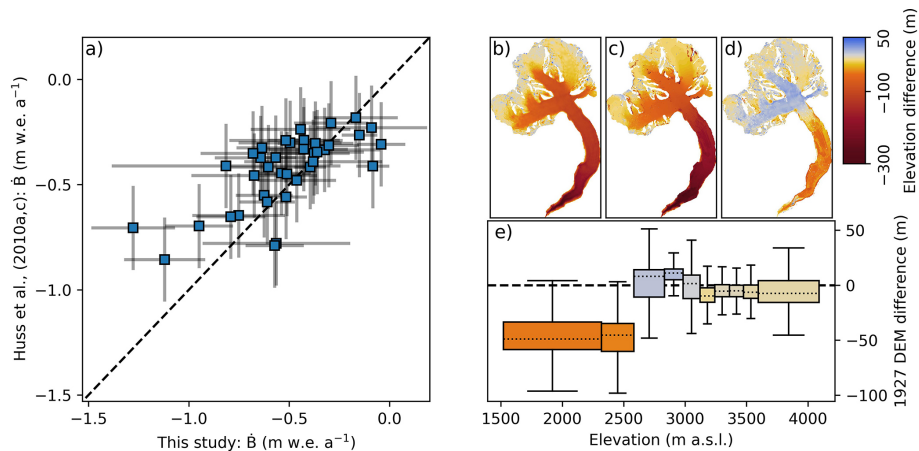 a)
0.0
−0.5
−1.0
−1.5
Huss et al., (2010a,c): Ḃ (m w.e. a⁻¹)
−1.5 −1.0 −0.5 0.0
This study: Ḃ (m w.e. a⁻¹)
b) c) d)
50
−100
−300
Elevation difference (m)
e)
50
0
−50
−100
1927 DEM difference (m)
1500 2000 2500 3000 3500 4000
Elevation (m a.s.l.)